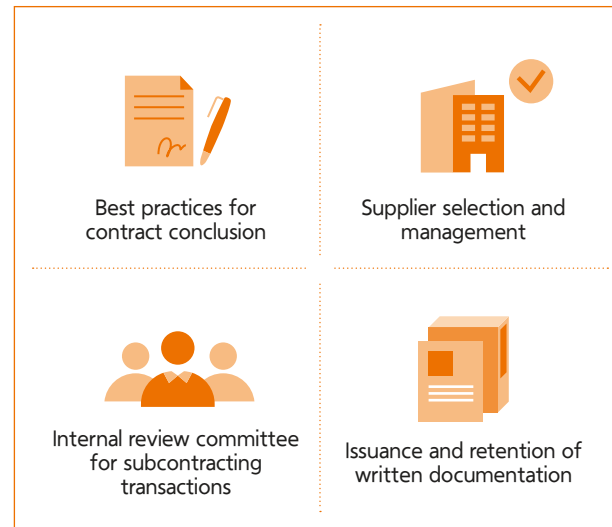 Best practices for
contract conclusion
Supplier selection and
management
Internal review committee
for subcontracting
transactions
Issuance and retention of
written documentation